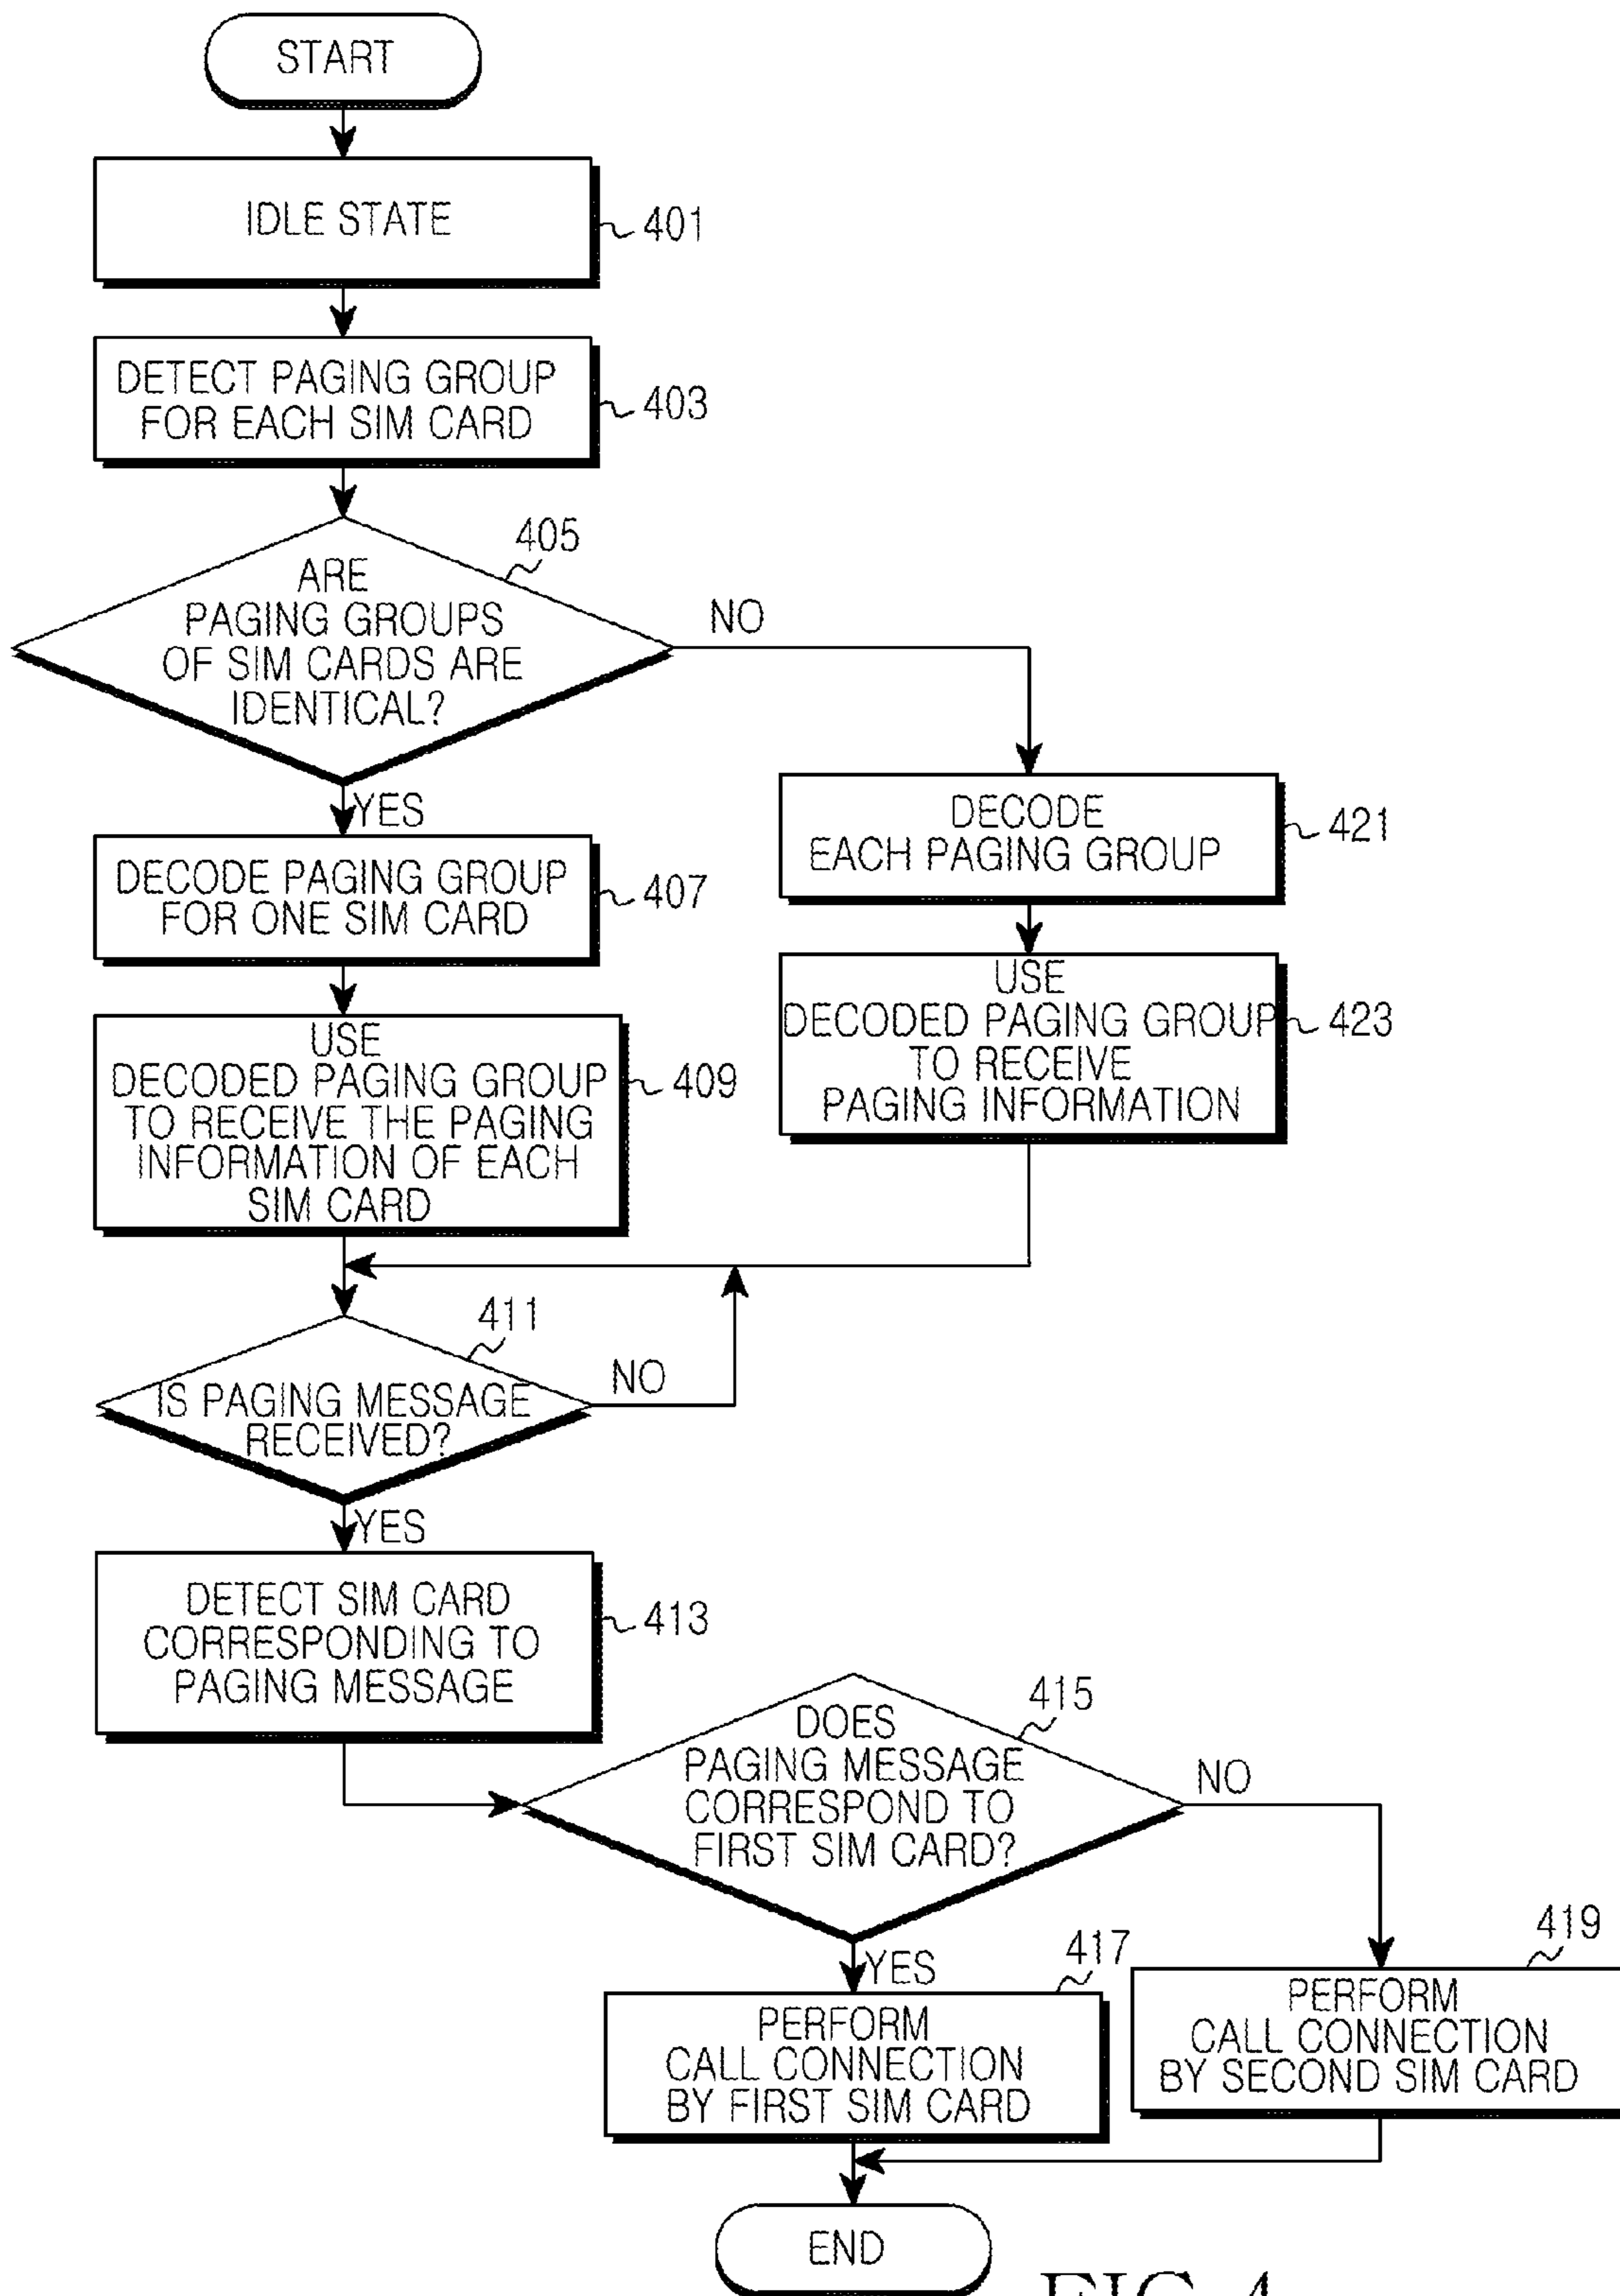 START
IDLE STATE
401
DETECT PAGING GROUP
FOR EACH SIM CARD
403
405
ARE
PAGING GROUPS
OF SIM CARDS ARE
IDENTICAL?
NO
YES
DECODE PAGING GROUP
FOR ONE SIM CARD
407
DECODE
EACH PAGING GROUP
421
USE
DECODED PAGING GROUP
TO RECEIVE THE PAGING
INFORMATION OF EACH
SIM CARD
409
USE
DECODED PAGING GROUP
TO RECEIVE
PAGING INFORMATION
423
411
IS PAGING MESSAGE
RECEIVED?
NO
YES
DETECT SIM CARD
CORRESPONDING TO
PAGING MESSAGE
413
415
DOES
PAGING MESSAGE
CORRESPOND TO
FIRST SIM CARD?
NO
YES
417
PERFORM
CALL CONNECTION
BY FIRST SIM CARD
419
PERFORM
CALL CONNECTION
BY SECOND SIM CARD
END
FIG. 4